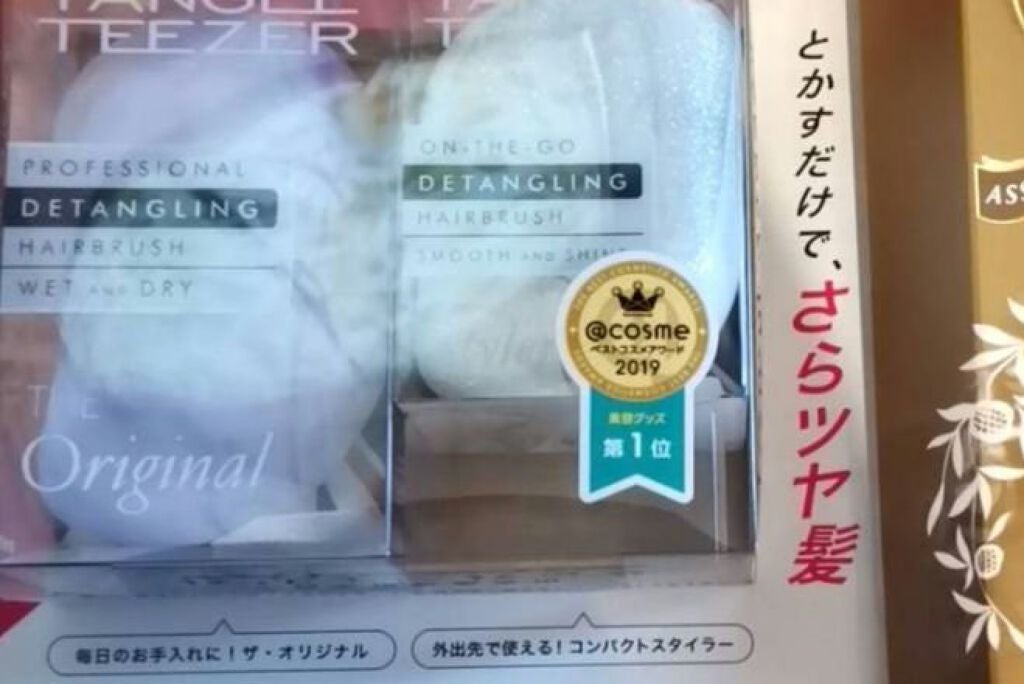 TANGLE
TEEZER
PROFESSIONAL
DETANGLING
HAIRBRUSH
WET AND DRY
THE
Original
ON-THE-GO
DETANGLING
HAIRBRUSH
SMOOTH AND SHINE
@cosme
ベストコスメアワード
2019
美容グッズ
第1位
とかすだけで、さらツヤ髪
毎日のお手入れに!ザ・オリジナル
外出先で使える!コンパクトスタイラー